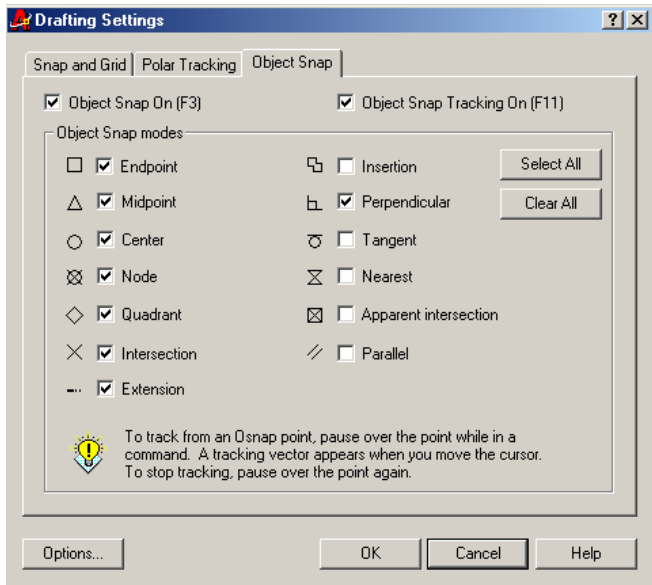 Drafting Settings
Snap and Grid Polar Tracking Object Snap
Object Snap On (F3) Object Snap Tracking On (F11)
Object Snap modes
Endpoint Insertion Select All
Midpoint Perpendicular Clear All
Center Tangent
Node Nearest
Quadrant Apparent intersection
Intersection Parallel
Extension
To track from an Osnap point, pause over the point while in a
command. A tracking vector appears when you move the cursor.
To stop tracking, pause over the point again.
Options... OK Cancel Help